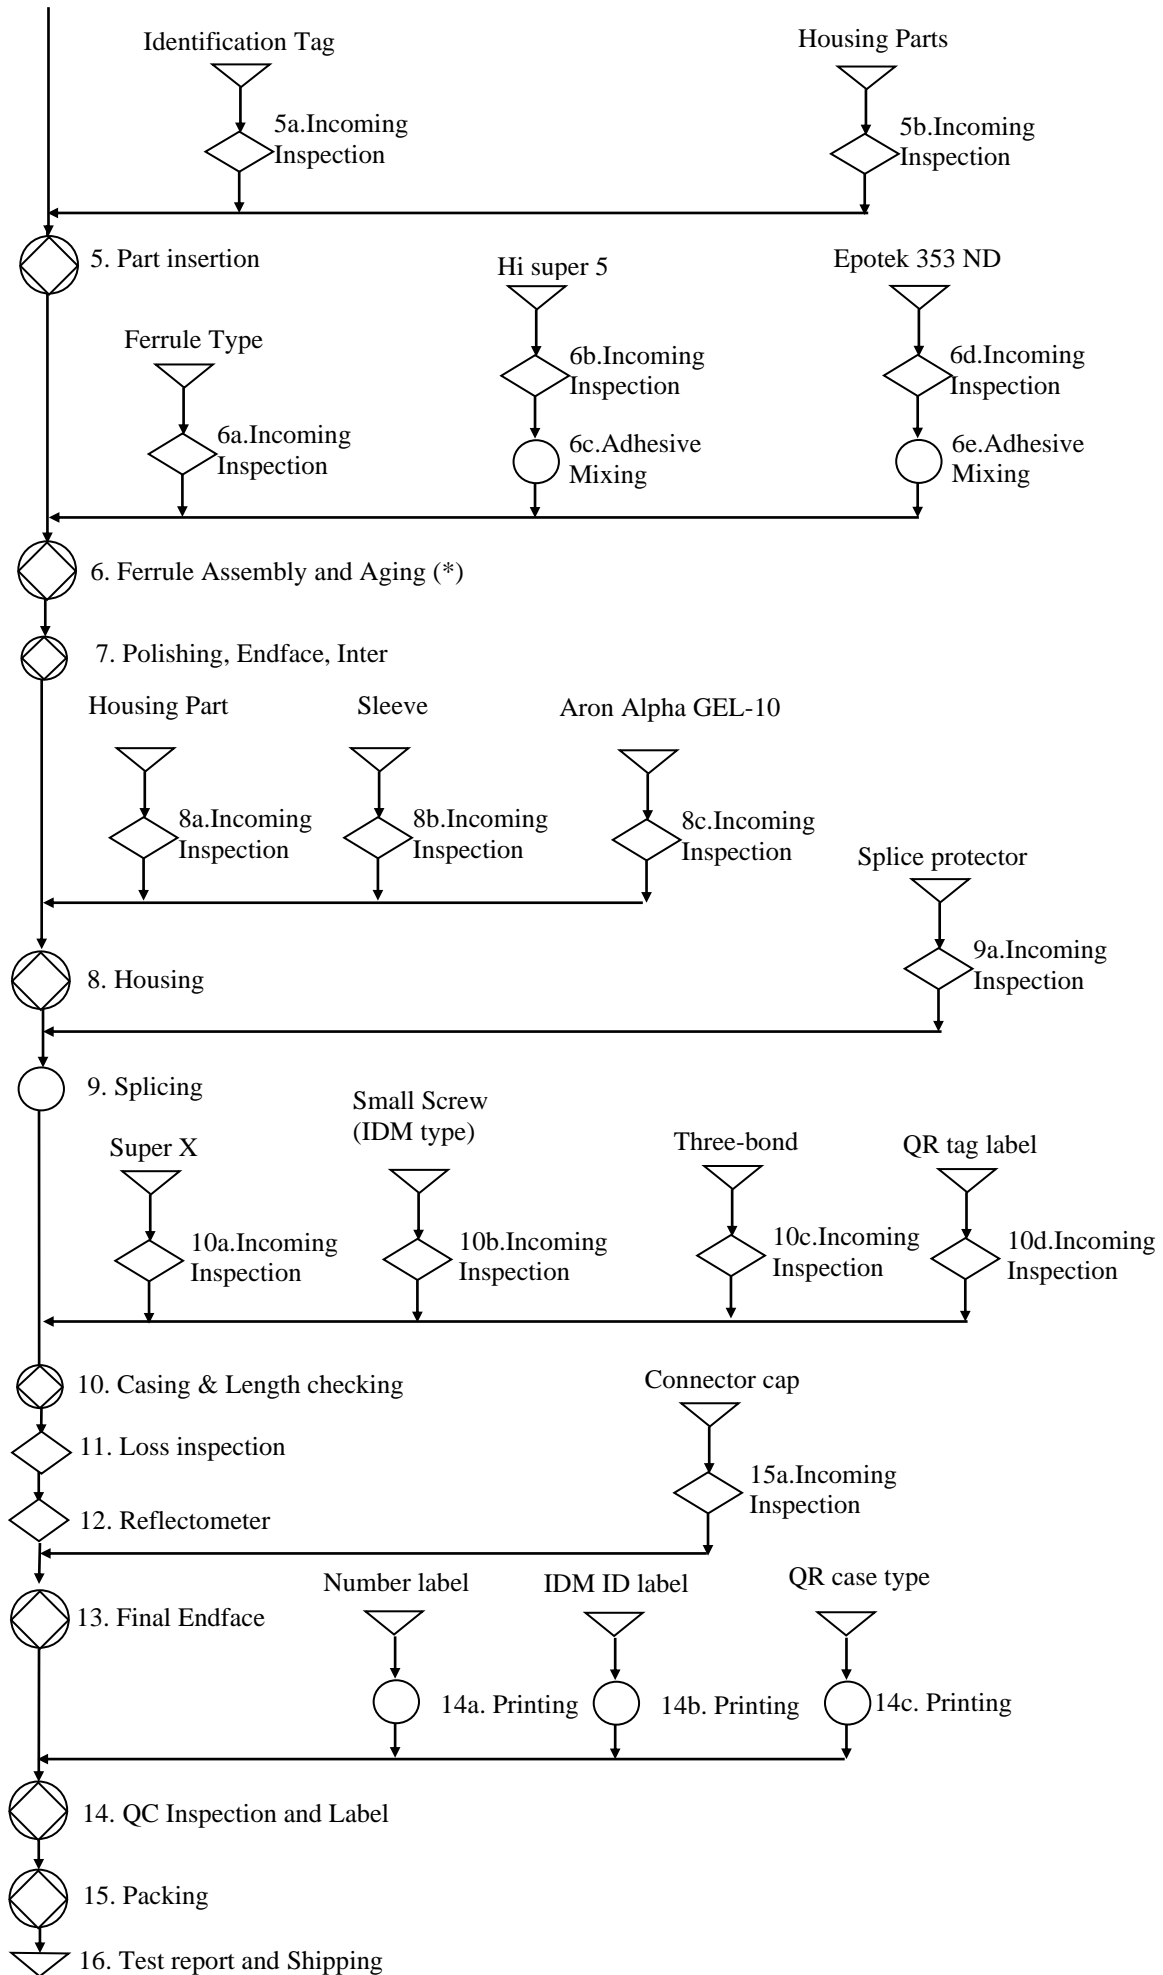 Identification Tag
Housing Parts
5a.Incoming
Inspection
5b.Incoming
Inspection
5. Part insertion
Hi super 5
Epotek 353 ND
Ferrule Type
6b.Incoming
Inspection
6d.Incoming
Inspection
6a.Incoming
Inspection
6c.Adhesive
Mixing
6e.Adhesive
Mixing
6. Ferrule Assembly and Aging (*)
7. Polishing, Endface, Inter
Housing Part
Sleeve
Aron Alpha GEL-10
8a.Incoming
Inspection
8b.Incoming
Inspection
8c.Incoming
Inspection
Splice protector
9a.Incoming
Inspection
8. Housing
9. Splicing
Super X
Small Screw
(IDM type)
Three-bond
QR tag label
10a.Incoming
Inspection
10b.Incoming
Inspection
10c.Incoming
Inspection
10d.Incoming
Inspection
10. Casing & Length checking
Connector cap
11. Loss inspection
15a.Incoming
Inspection
12. Reflectometer
Number label
IDM ID label
QR case type
13. Final Endface
14a. Printing
14b. Printing
14c. Printing
14. QC Inspection and Label
15. Packing
16. Test report and Shipping